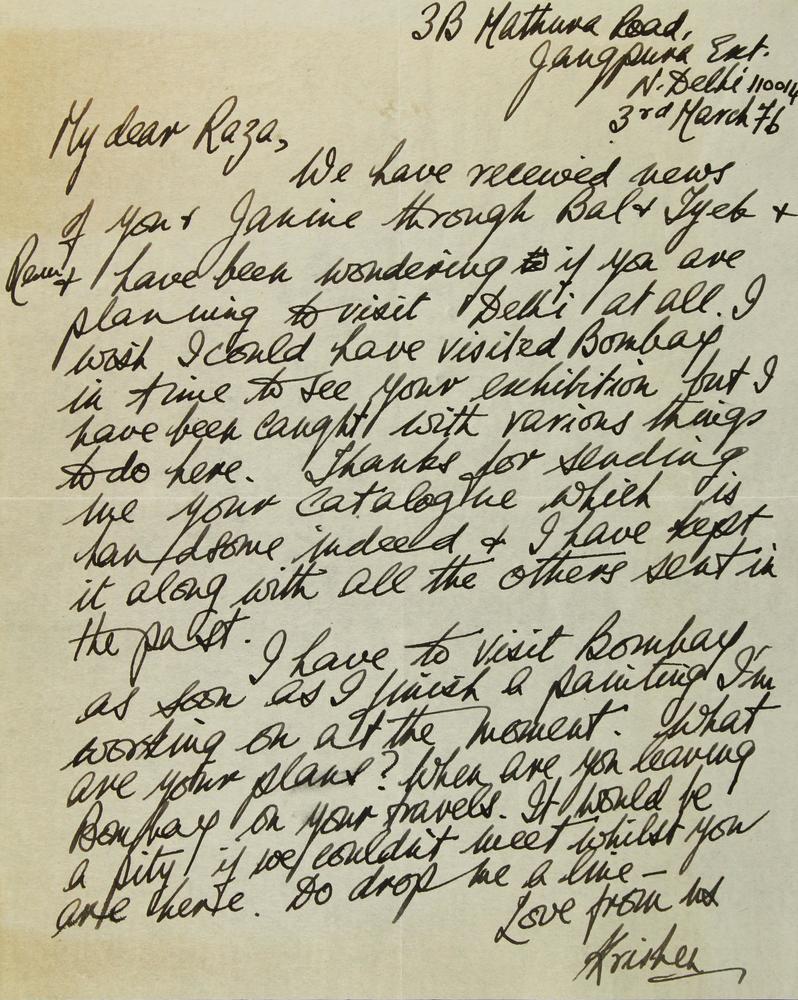 3B Mathura Road,
Jangpura Ext.
N. Delhi 110014
3rd March 76
My dear Raza,
We have received news
of you & Janine through Bal & Tyeb &
& have been wondering if you are
planning to visit Delhi at all. I
wish I could have visited Bombay
in time to see your exhibition but I
have been caught with various things
to do here. Thanks for sending
me your catalogue which is
handsome indeed & I have kept
it along with all the others sent in
the past.
I have to visit Bombay
as soon as I finish a painting I'm
working on at the moment. What
are your plans? When are you leaving
Bombay on your travels. It would be
a pity if we couldn't meet whilst you
are here. Do drop me a line —
Love from us
Krishen